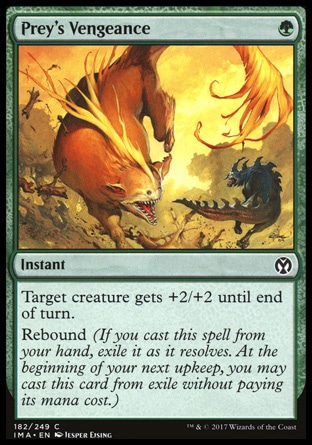 Prey's Vengeance
Instant
Target creature gets +2/+2 until end
of turn.
Rebound (If you cast this spell from
your hand, exile it as it resolves. At the
beginning of your next upkeep, you may
cast this card from exile without paying
its mana cost.)
182/249 C
IMA • EN Jesper Ejsing
™ & © 2017 Wizards of the Coast